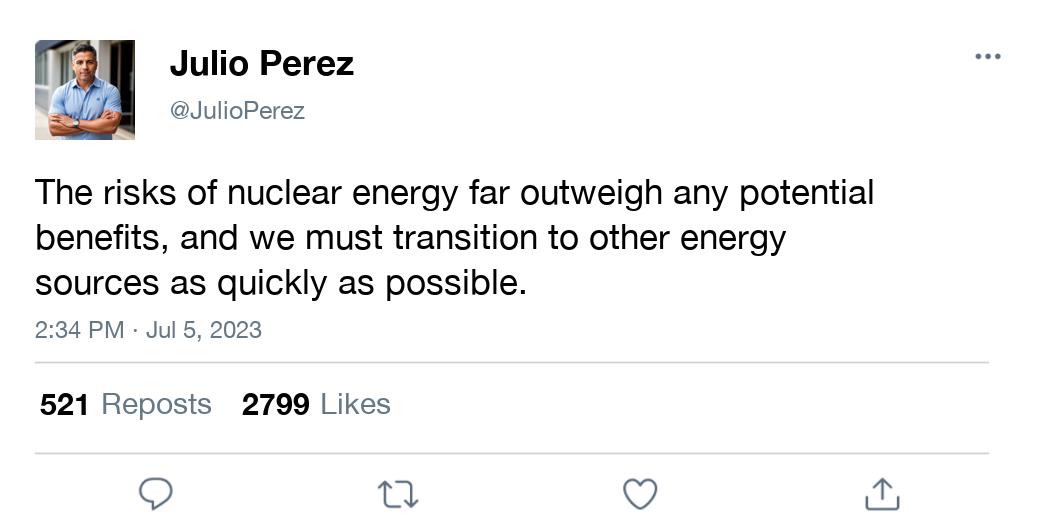 Julio Perez
@JulioPerez
The risks of nuclear energy far outweigh any potential
benefits, and we must transition to other energy
sources as quickly as possible.
2:34 PM · Jul 5, 2023
521 Reposts 2799 Likes